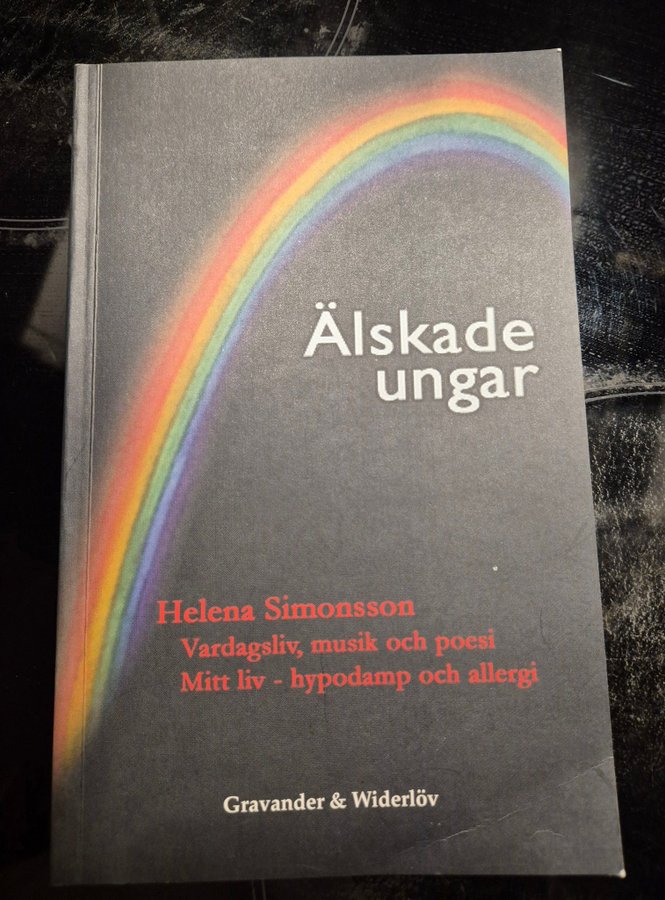 Älskade
ungar
Helena Simonsson
Vardagsliv, musik och poesi
Mitt liv - hypodamp och allergi
Gravander & Widerlöv